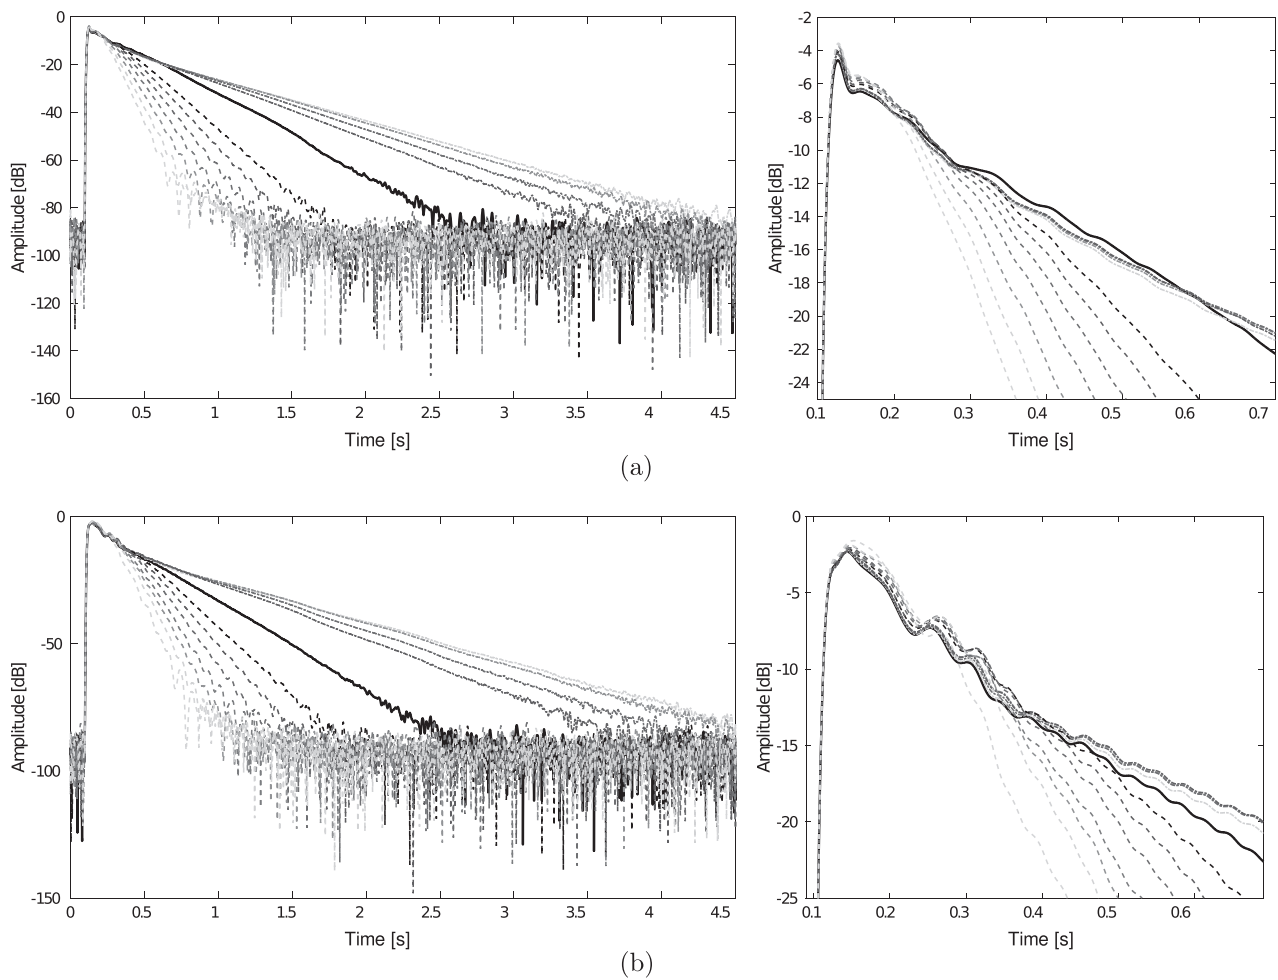 0
-20
-40
-60
-80
-100
-120
-140
-160
Amplitude [dB]
0 0.5 1 1.5 2 2.5 3 3.5 4 4.5
Time [s]
-2
-4
-6
-8
-10
-12
-14
-16
-18
-20
-22
-24
Amplitude [dB]
0.1 0.2 0.3 0.4 0.5 0.6 0.7
Time [s]
(a)
0
-50
-100
-150
Amplitude [dB]
0 0.5 1 1.5 2 2.5 3 3.5 4 4.5
Time [s]
0
-5
-10
-15
-20
-25
Amplitude [dB]
0.1 0.2 0.3 0.4 0.5 0.6
Time [s]
(b)